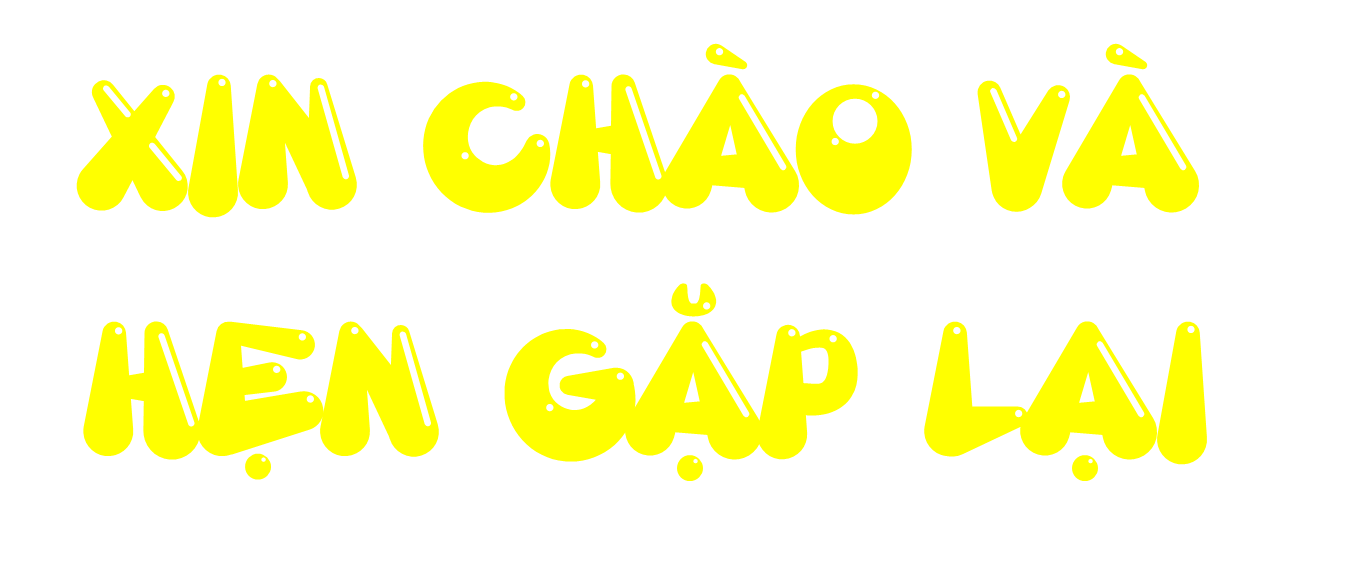 XIN CHÀO VÀ
HẸN GẶP LẠI